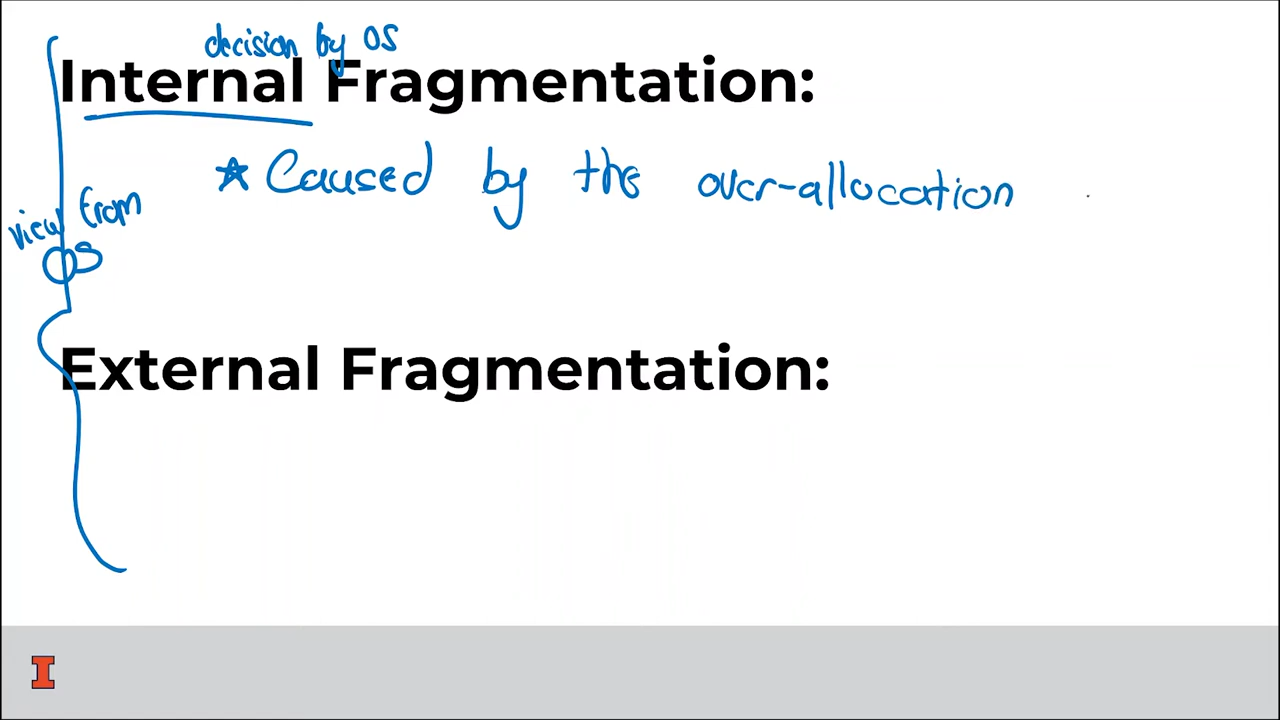 decision by OS
Internal Fragmentation:
* Caused by the over-allocation
view from
OS
External Fragmentation:
I